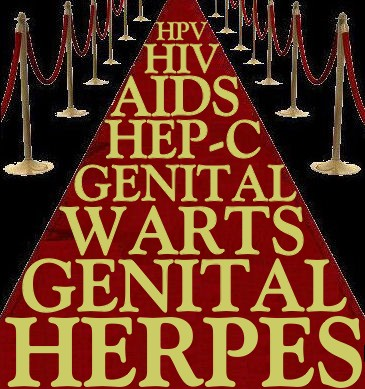 HPV
HIV
AIDS
HEP-C
GENITAL
WARTS
GENITAL
HERPES